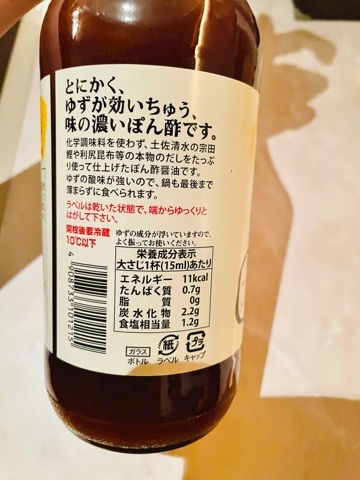 とにかく、
ゆずが効いちゅう、
味の濃いぽん酢です。
化学調味料を使わず、土佐清水の宗田
鰹や利尻昆布等の本物のだしをたっぷ
り使って仕上げたぽん酢醤油です。
ゆずの酸味が強いので、鍋も最後まで
薄まらずに食べられます。
ラベルは乾いた状態で、端からゆっくりと
はがして下さい。
開栓後要冷蔵
10℃以下
ゆずの成分が浮いていますので、
よく振ってお使いください。
栄養成分表示
大さじ1杯(15ml)あたり
エネルギー 11kcal
たんぱく質 0.7g
脂質 0g
炭水化物 2.2g
食塩相当量 1.2g
4 908753 101215
ガラス
ボトル
紙
ラベル
プラ
キャップ